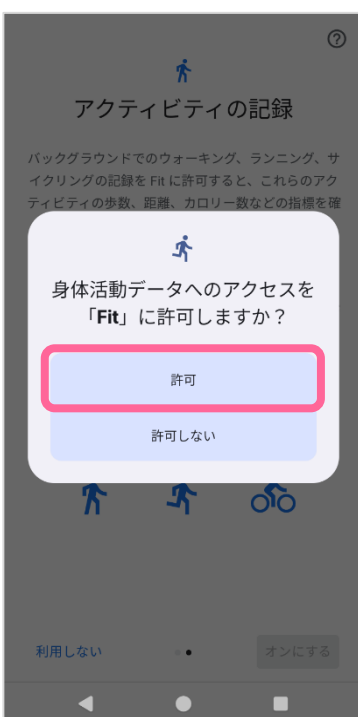 アクティビティの記録
バックグラウンドでのウォーキング、ランニング、サ
イクリングの記録を Fit に許可すると、これらのアク
ティビティの歩数、距離、カロリー数などの指標を確
身体活動データへのアクセスを
「Fit」に許可しますか？
許可
許可しない
利用しない
オンにする